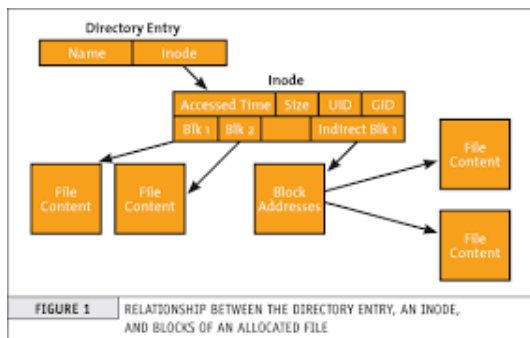 Directory Entry
Name Inode
Inode
Accessed Time Size UID GID
Blk 1 Blk 2 Indirect Blk 1
File
Content
File
Content
Block
Addresses
File
Content
File
Content
FIGURE 1 RELATIONSHIP BETWEEN THE DIRECTORY ENTRY, AN INODE,
AND BLOCKS OF AN ALLOCATED FILE